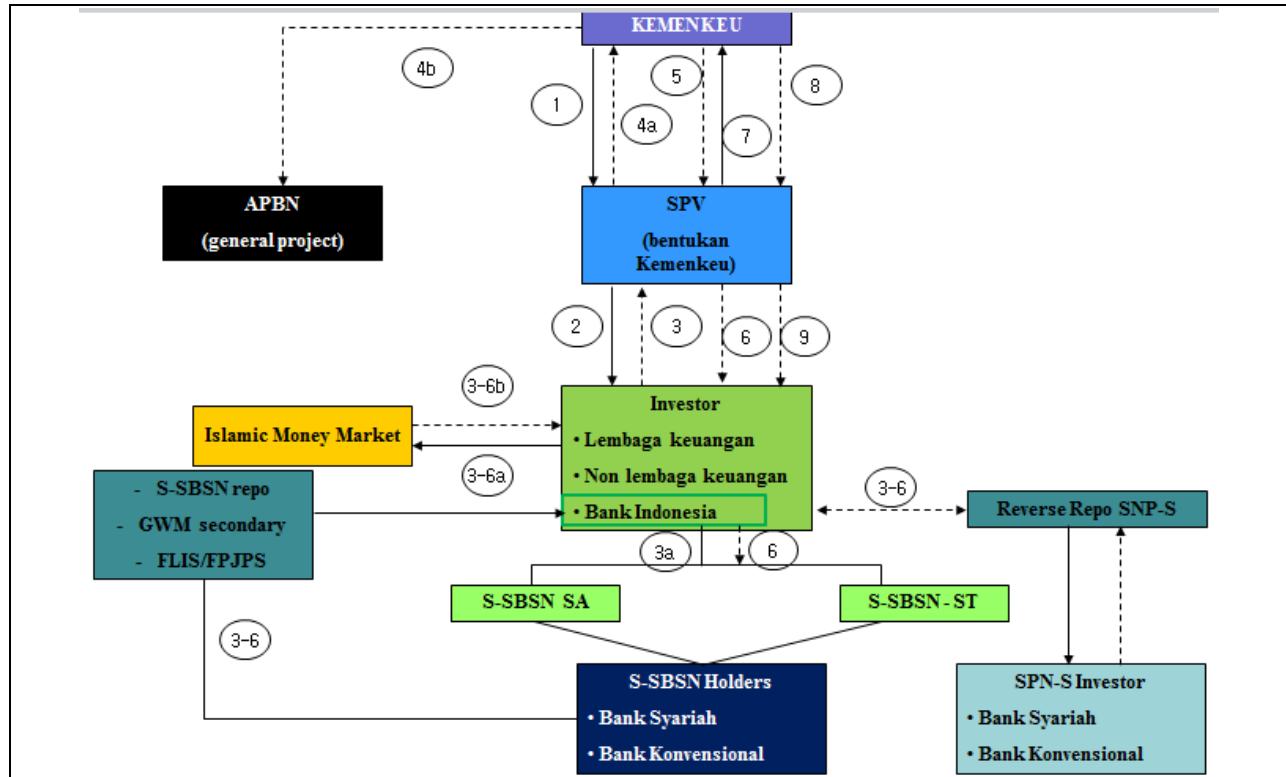 KEMENKEU
4b
5
8
1
4a
7
APBN
(general project)
SPV
(bentukan
Kemenkeu)
2
3
6
9
3-6b
Islamic Money Market
3-6a
Investor
• Lembaga keuangan
• Non lembaga keuangan
• Bank Indonesia
- S-SBSN repo
- GWM secondary
- FLIS/FPJPS
3-6
Reverse Repo SNP-S
3a
6
S-SBSN SA
S-SBSN - ST
3-6
S-SBSN Holders
• Bank Syariah
• Bank Konvensional
SPN-S Investor
• Bank Syariah
• Bank Konvensional